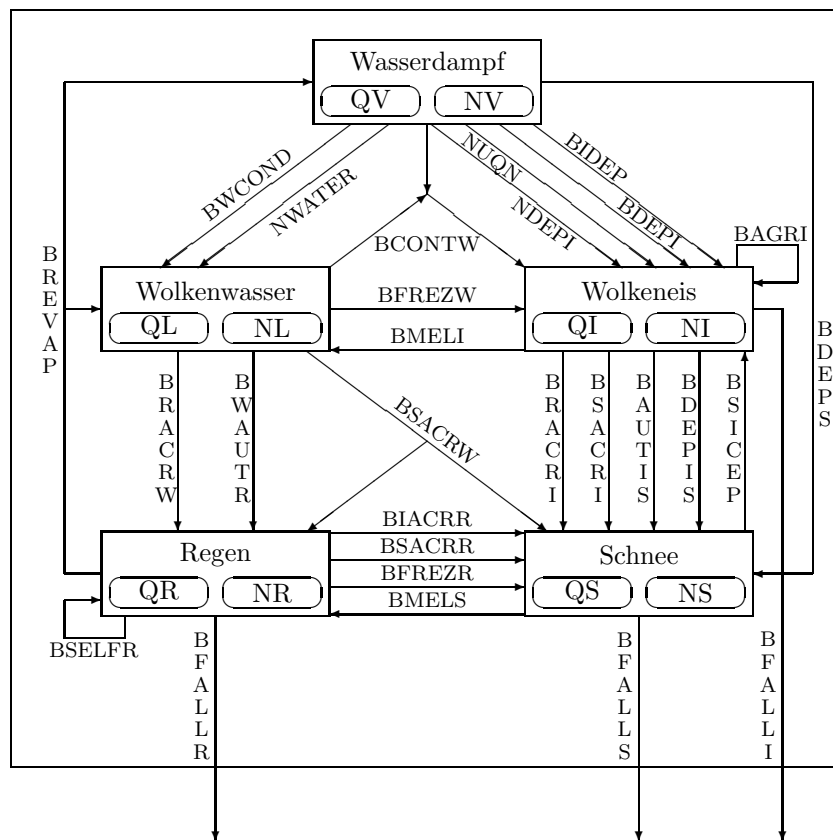 Wasserdampf
QV NV
BWCOND
NWATER
NUQN
NDEPI
BIDEP
BDEPI
BCONTW
BAGRI
BREVAP
Wolkenwasser
QL NL
BFREZW
BMELI
Wolkeneis
QI NI
BDEPS
BRACRW
BWAUTR
BSACRW
BRACRI
BSACRI
BAUTIS
BDEPIS
BSICEP
Regen
QR NR
BIACRR
BSACRR
BFREZR
BMELS
Schnee
QS NS
BSELFR
BFALLR
BFALLS
BFALLI